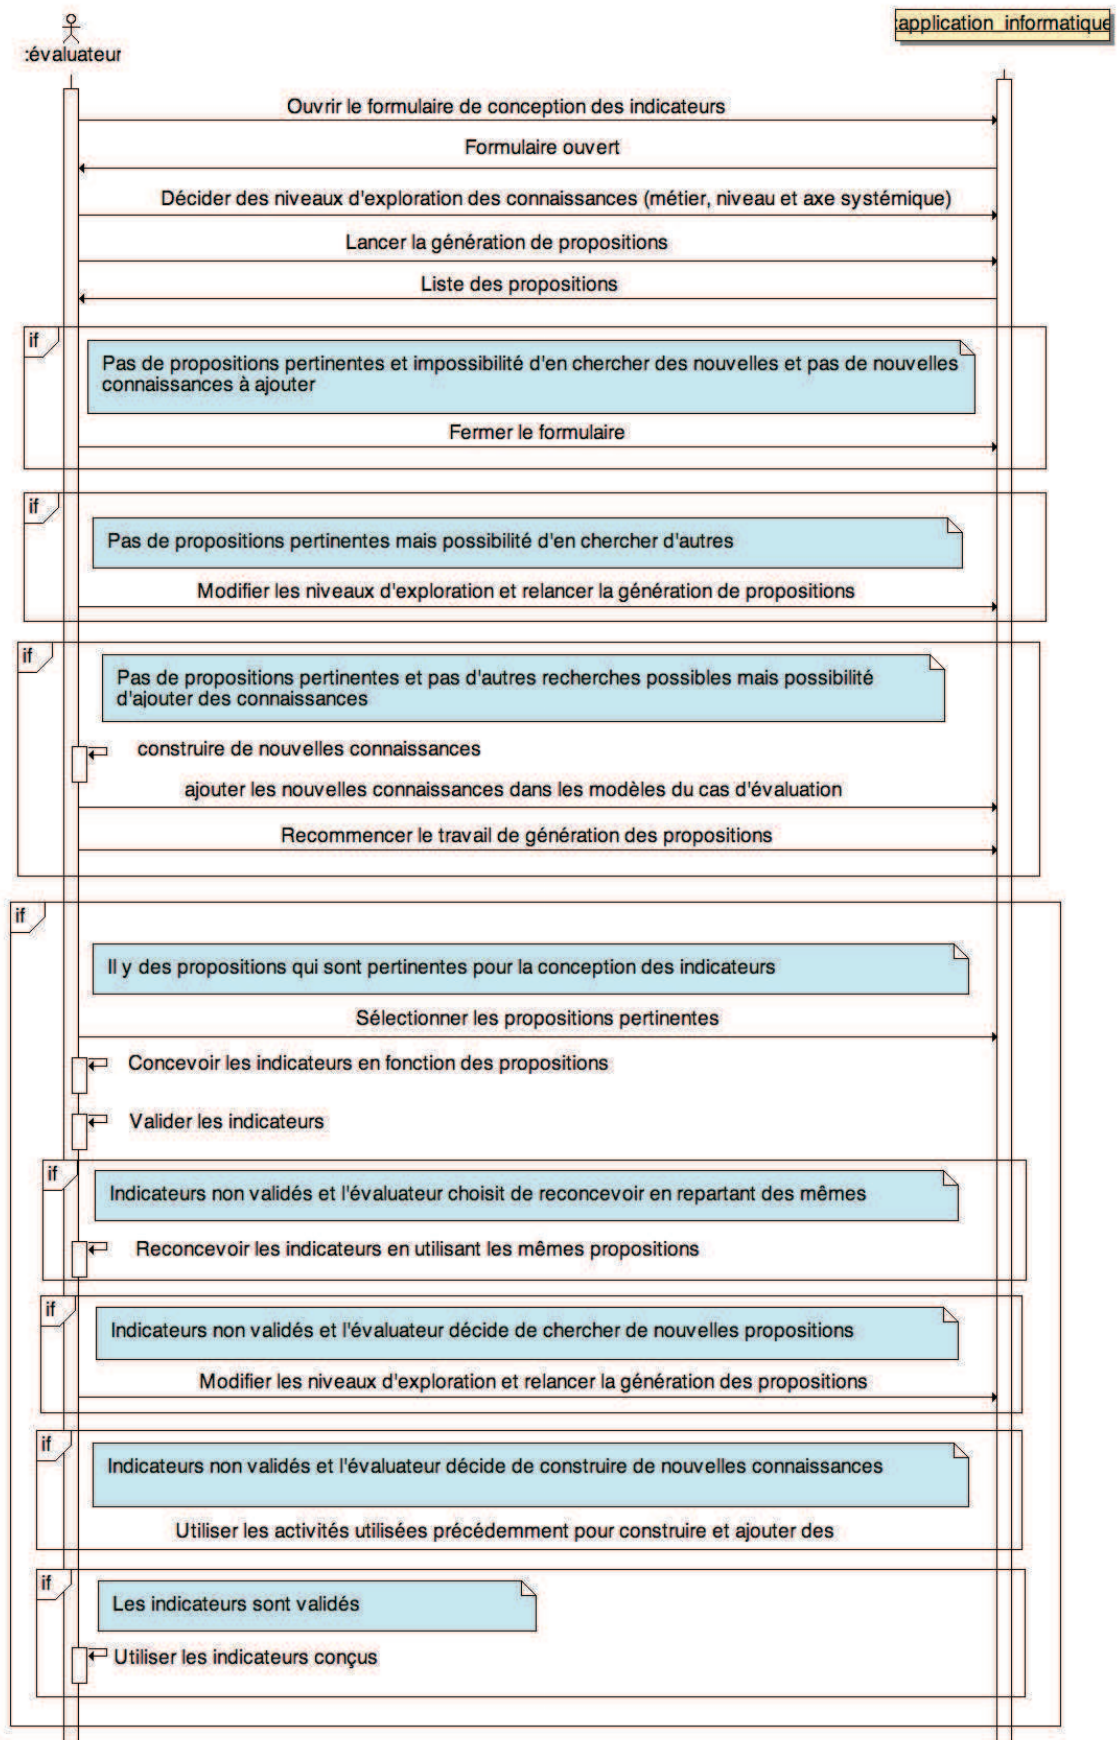 :évaluateur
:application_informatique
Ouvrir le formulaire de conception des indicateurs
Formulaire ouvert
Décider des niveaux d'exploration des connaissances (métier, niveau et axe systémique)
Lancer la génération de propositions
Liste des propositions
if
Pas de propositions pertinentes et impossibilité d'en chercher des nouvelles et pas de nouvelles
connaissances à ajouter
Fermer le formulaire
if
Pas de propositions pertinentes mais possibilité d'en chercher d'autres
Modifier les niveaux d'exploration et relancer la génération de propositions
if
Pas de propositions pertinentes et pas d'autres recherches possibles mais possibilité
d'ajouter des connaissances
construire de nouvelles connaissances
ajouter les nouvelles connaissances dans les modèles du cas d'évaluation
Recommencer le travail de génération des propositions
if
Il y des propositions qui sont pertinentes pour la conception des indicateurs
Sélectionner les propositions pertinentes
Concevoir les indicateurs en fonction des propositions
Valider les indicateurs
if
Indicateurs non validés et l'évaluateur choisit de reconcevoir en repartant des mêmes
Reconcevoir les indicateurs en utilisant les mêmes propositions
if
Indicateurs non validés et l'évaluateur décide de chercher de nouvelles propositions
Modifier les niveaux d'exploration et relancer la génération des propositions
if
Indicateurs non validés et l'évaluateur décide de construire de nouvelles connaissances
Utiliser les activités utilisées précédemment pour construire et ajouter des
if
Les indicateurs sont validés
Utiliser les indicateurs conçus